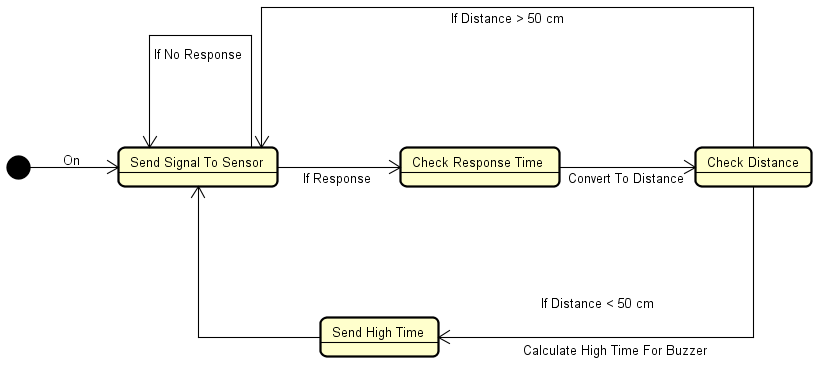 If Distance > 50 cm
If No Response
On
Send Signal To Sensor
If Response
Check Response Time
Convert To Distance
Check Distance
If Distance < 50 cm
Send High Time
Calculate High Time For Buzzer